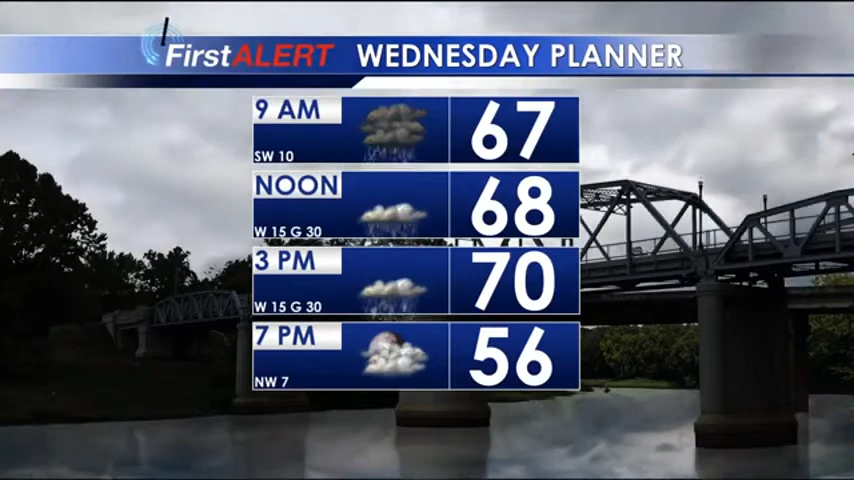 FirstALERT WEDNESDAY PLANNER
9 AM
67
SW 10
NOON
68
W 15 G 30
3 PM
70
W 15 G 30
7 PM
56
NW 7